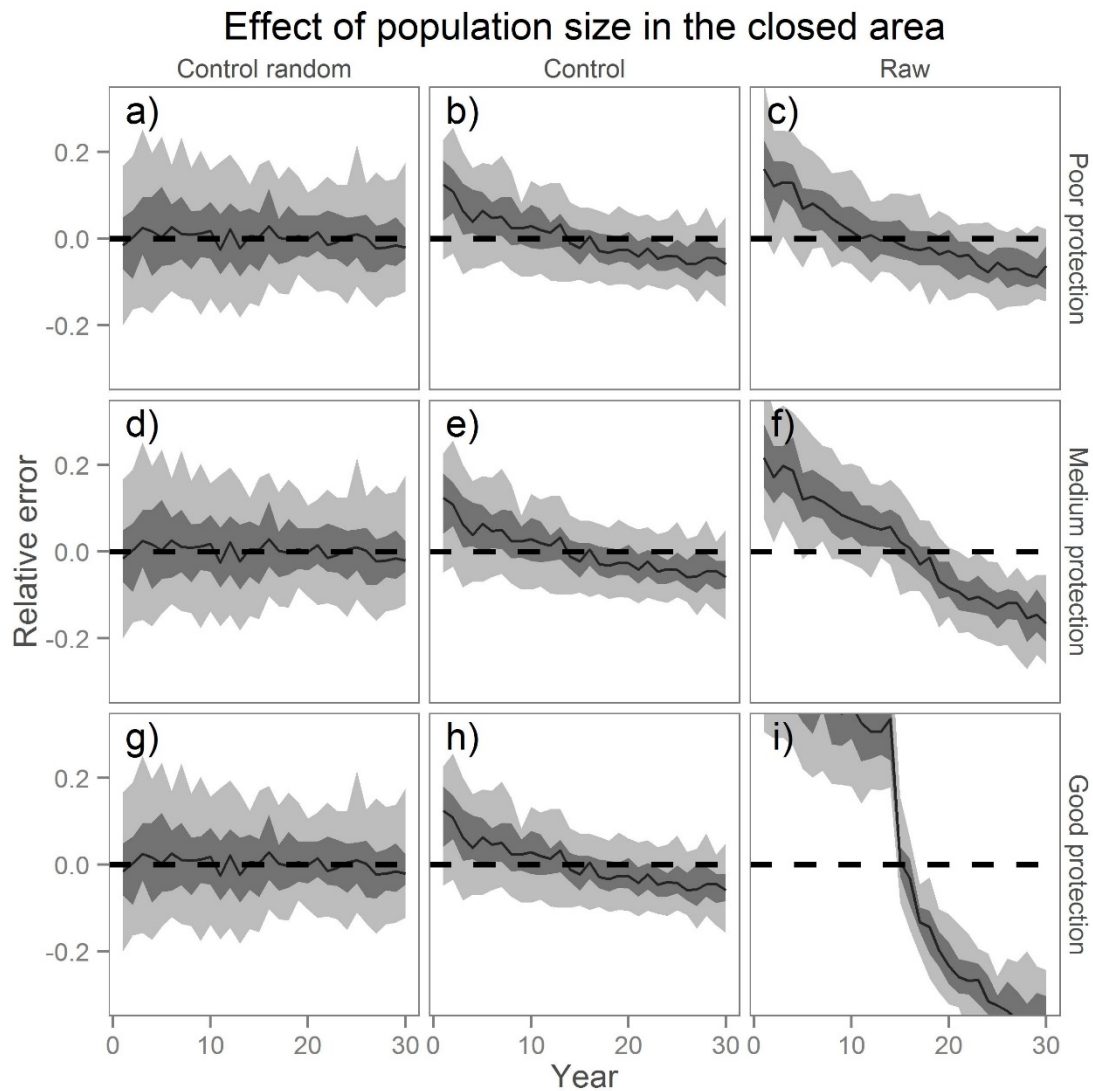 Effect of population size in the closed area
Control random
Control
Raw
a)
b)
c)
0.2
0.0
-0.2
Poor protection
d)
e)
f)
0.2
0.0
-0.2
Medium protection
g)
h)
i)
0.2
0.0
-0.2
Good protection
Relative error
0 10 20 30
0 10 20 30
0 10 20 30
Year